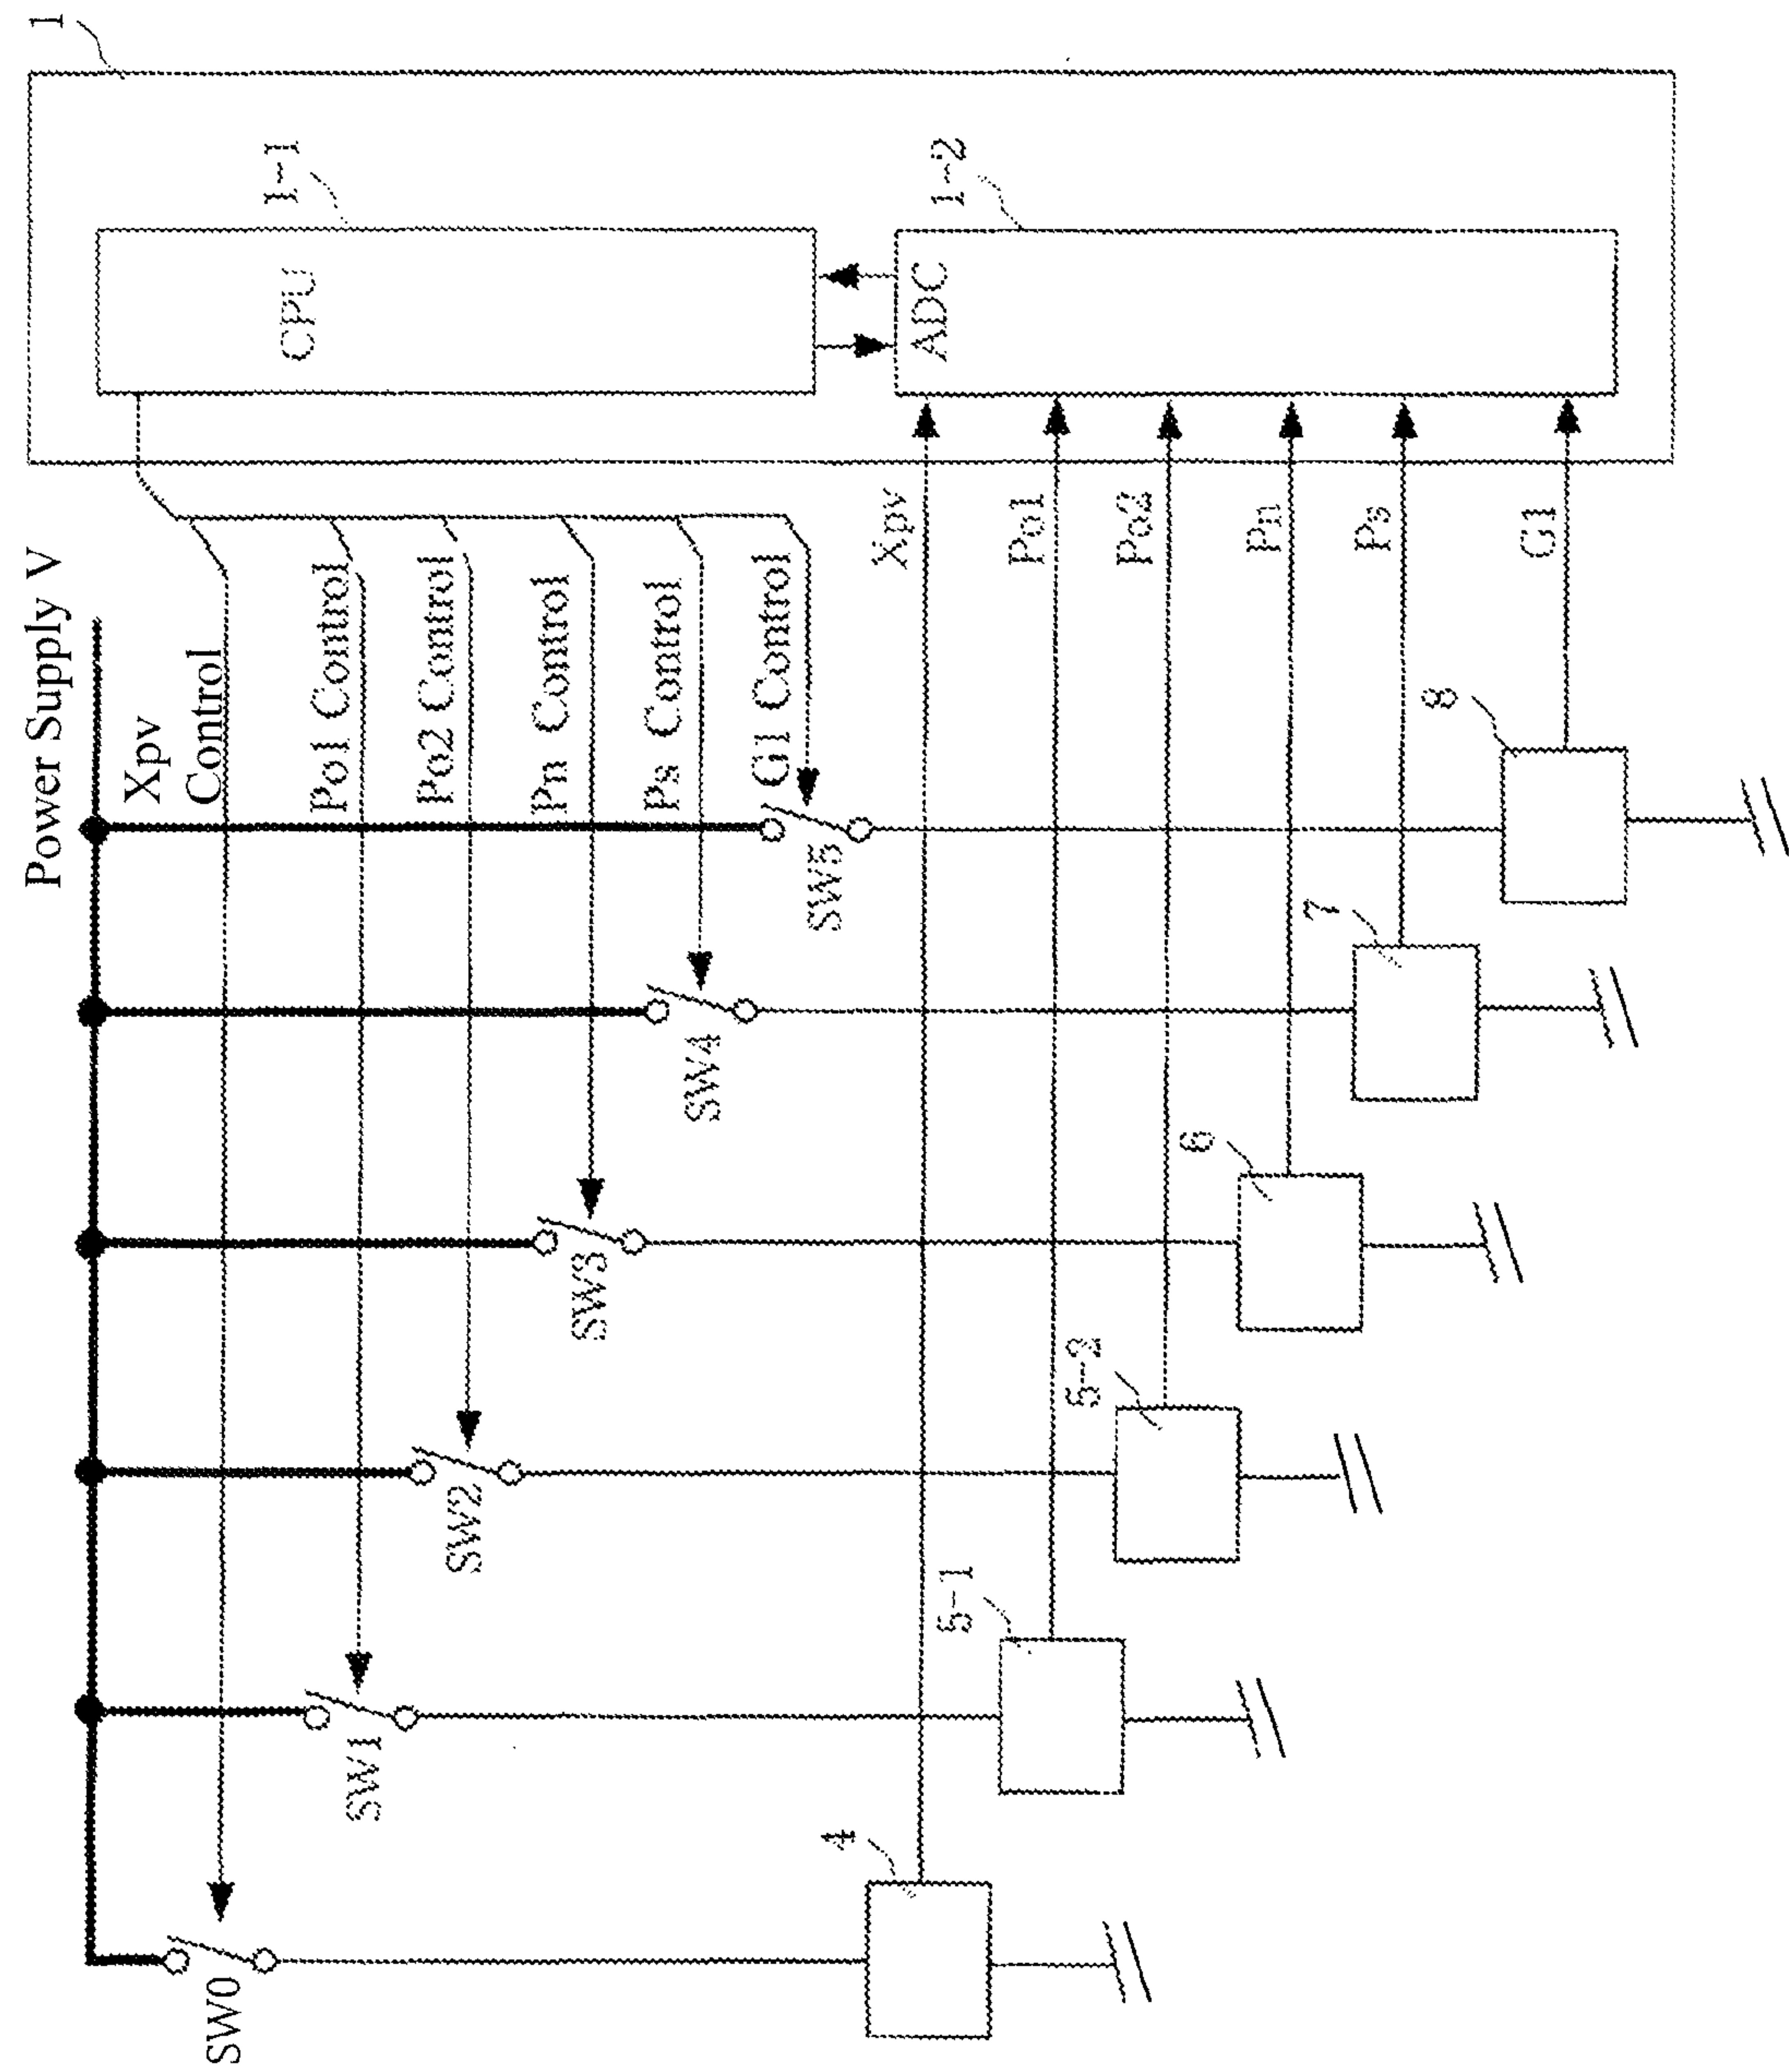 Power Supply V
Xpv
Control
Po1 Control
Po2 Control
Pn Control
Ps Control
G1 Control
SW0
SW1
SW2
SW3
SW4
SW5
1
CPU
1-1
ADC
1-2
Xpv
Po1
Po2
Pn
Ps
G1
4
5-1
5-2
6
7
8